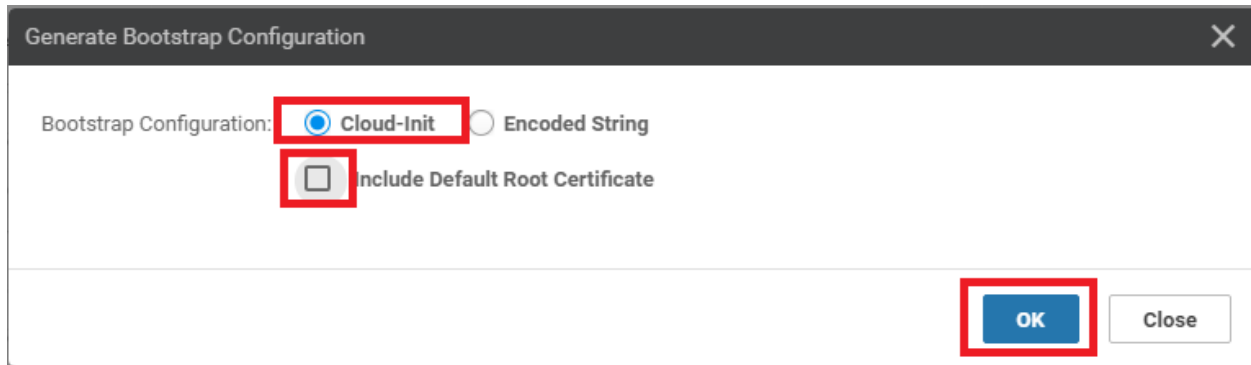 Generate Bootstrap Configuration
Bootstrap Configuration: Cloud-Init Encoded String
Include Default Root Certificate
OK Close